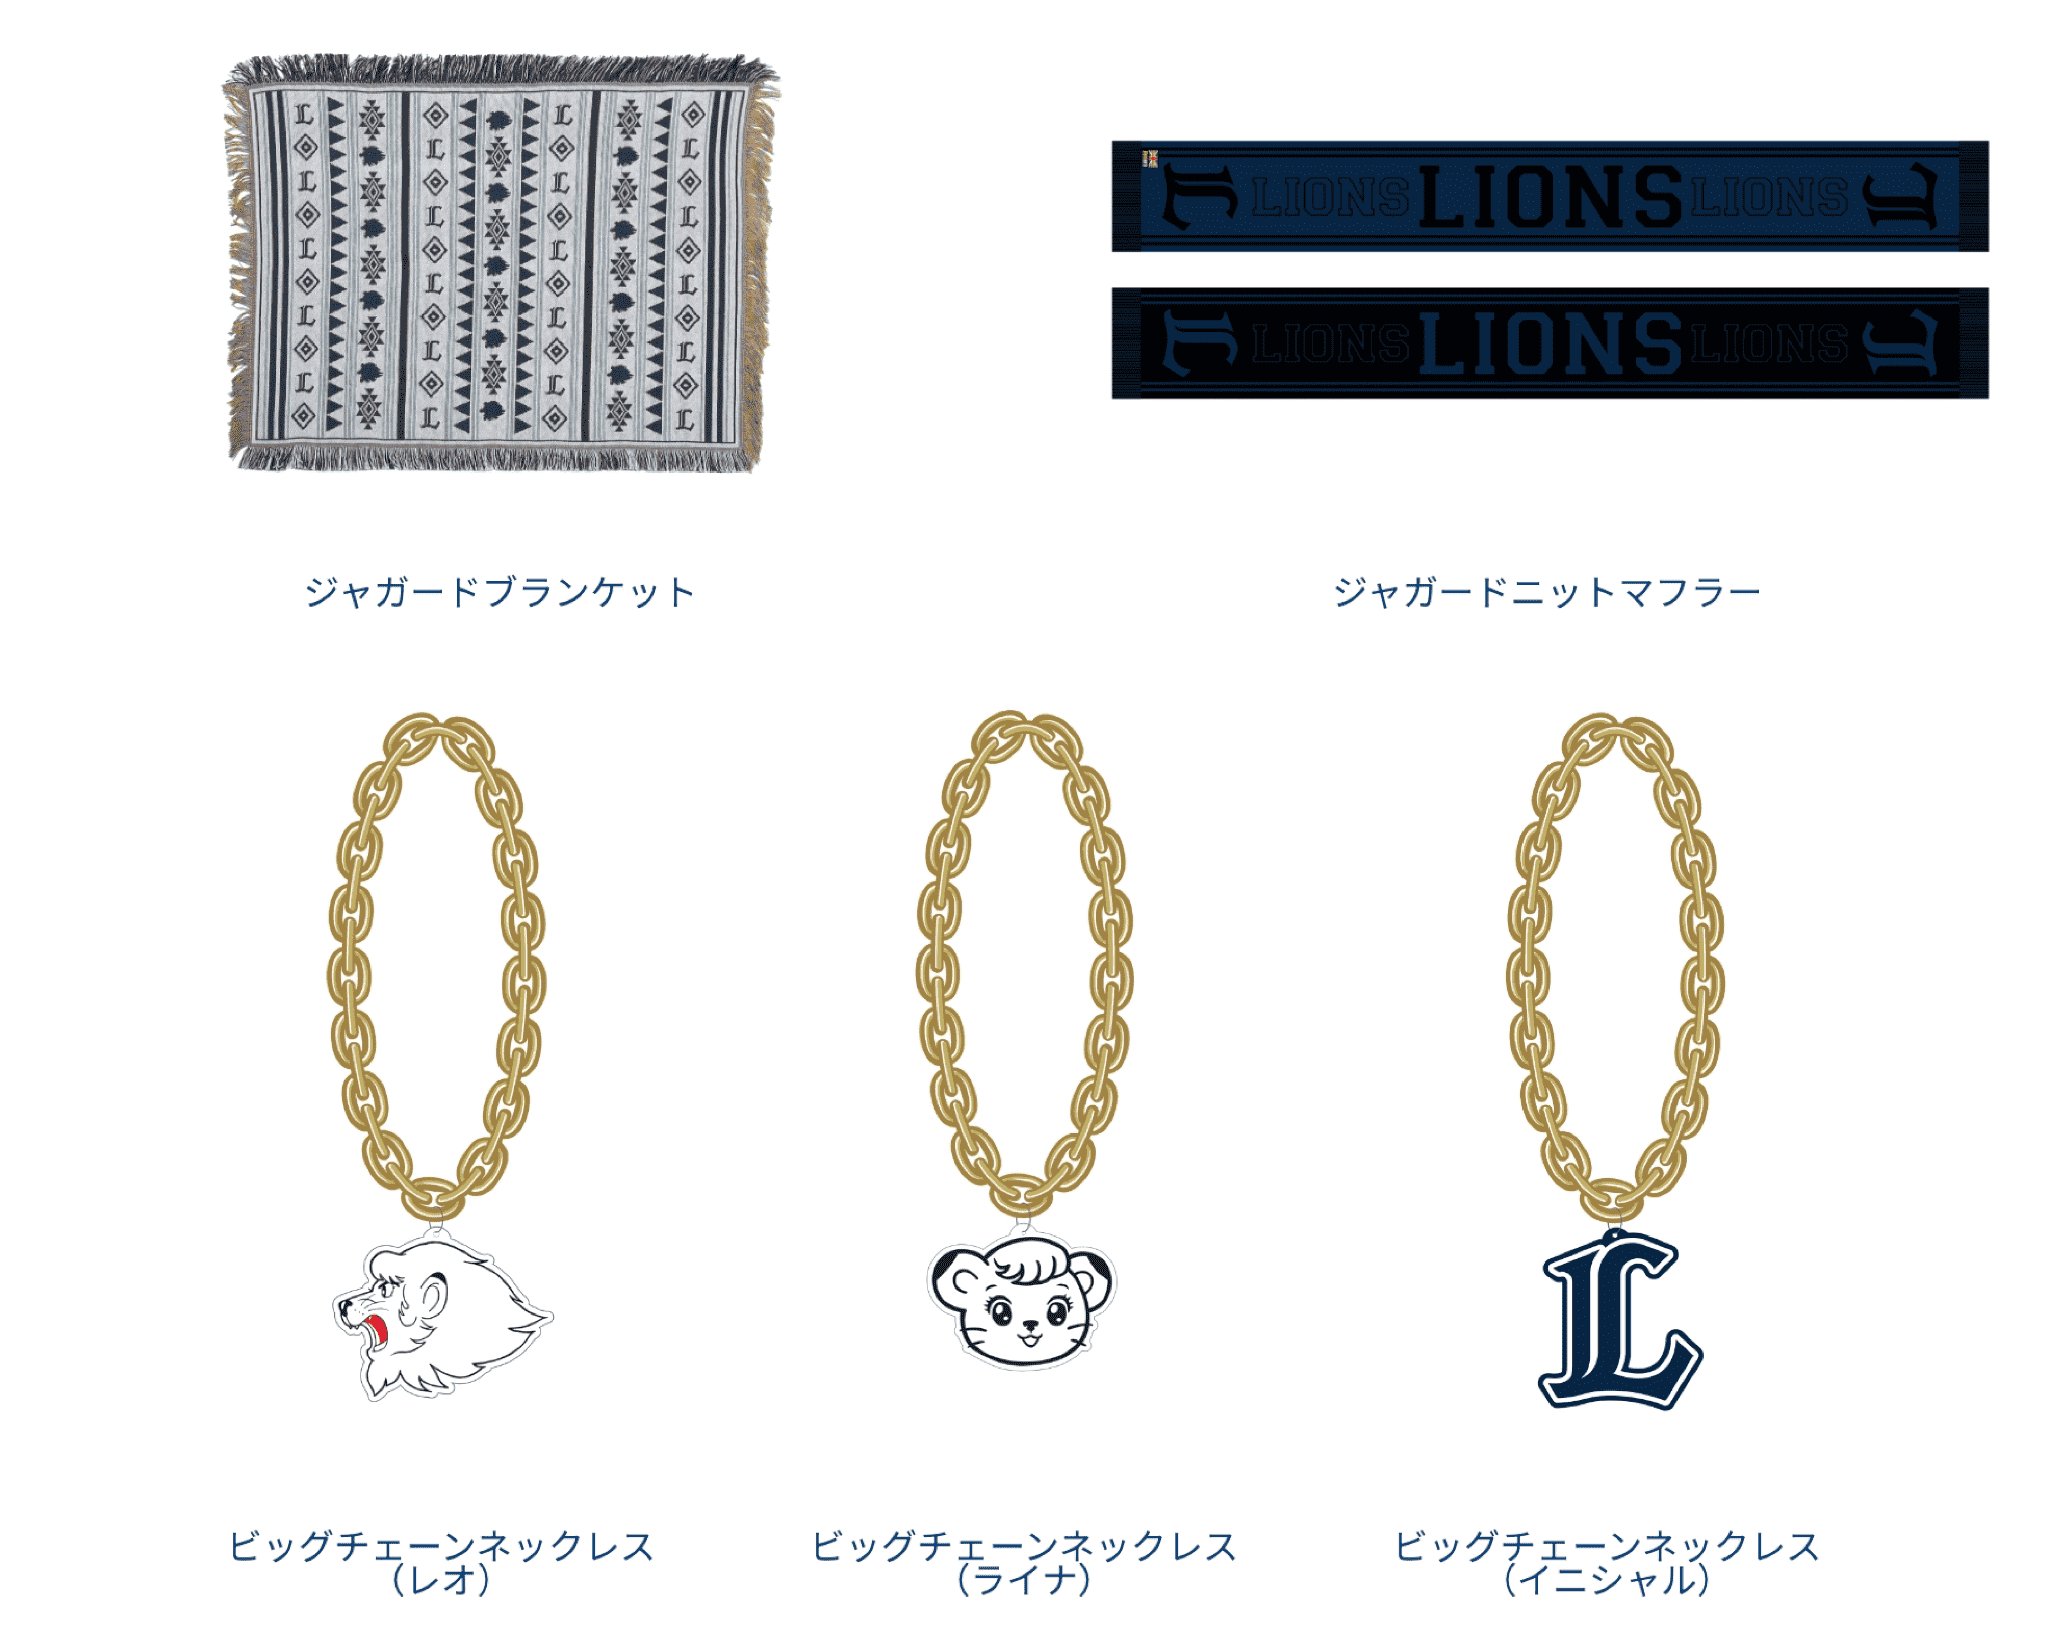 LIONS LIONS LIONS
LIONS LIONS LIONS
ジャガードブランケット
ジャガードニットマフラー
L
ビッグチェーンネックレス
（レオ）
ビッグチェーンネックレス
（ライナ）
ビッグチェーンネックレス
（イニシャル）